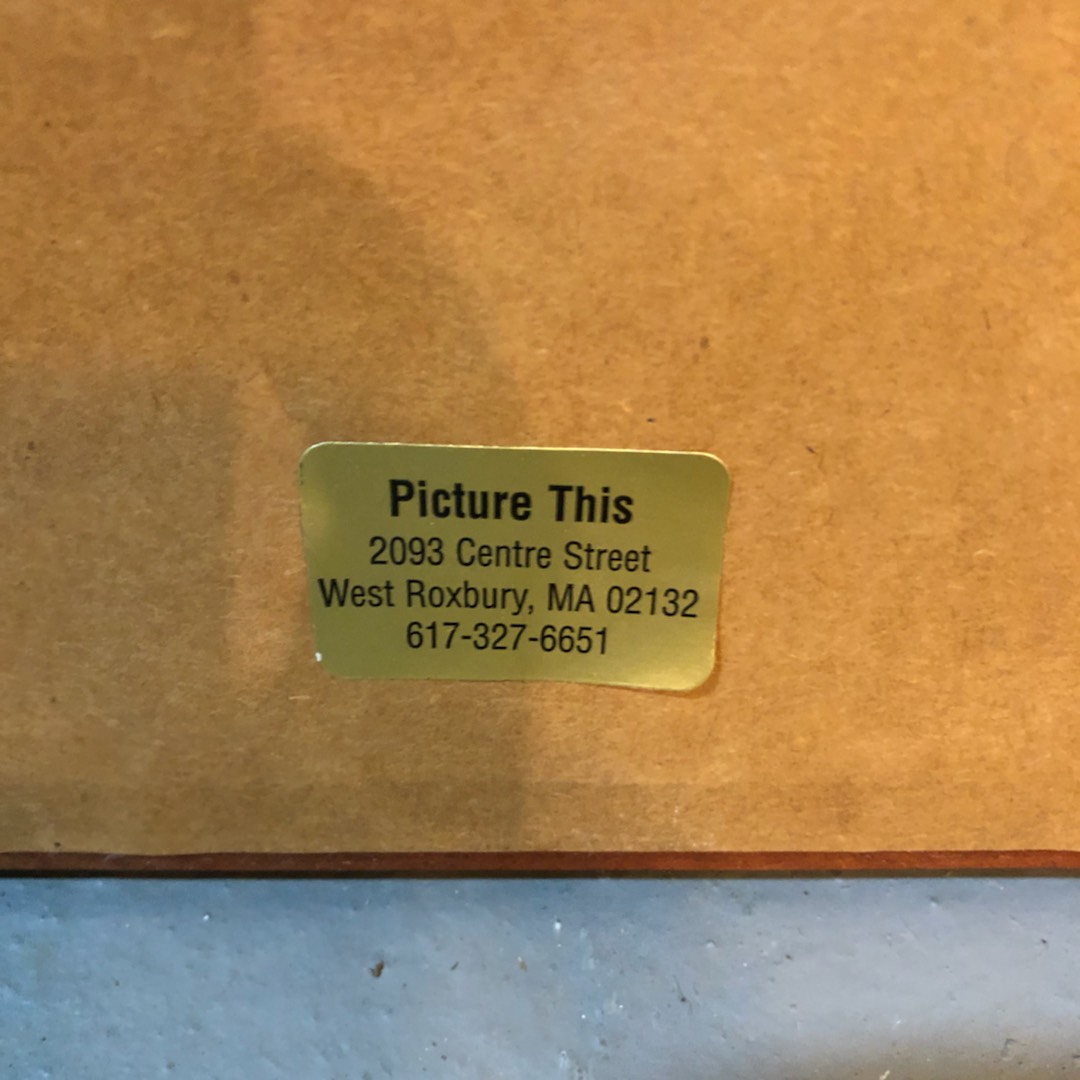 Picture This
2093 Centre Street
West Roxbury, MA 02132
617-327-6651